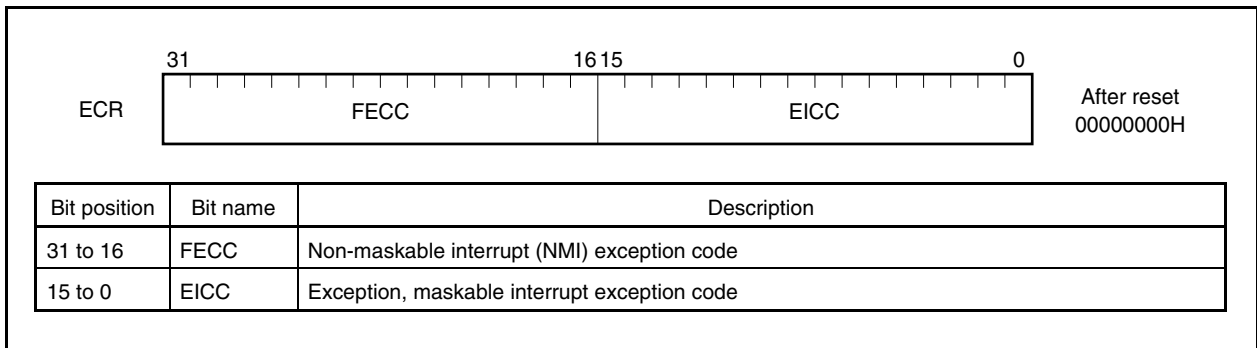 31 16 15 0
ECR FECC EICC After reset
00000000H
Bit position Bit name Description
31 to 16 FECC Non-maskable interrupt (NMI) exception code
15 to 0 EICC Exception, maskable interrupt exception code